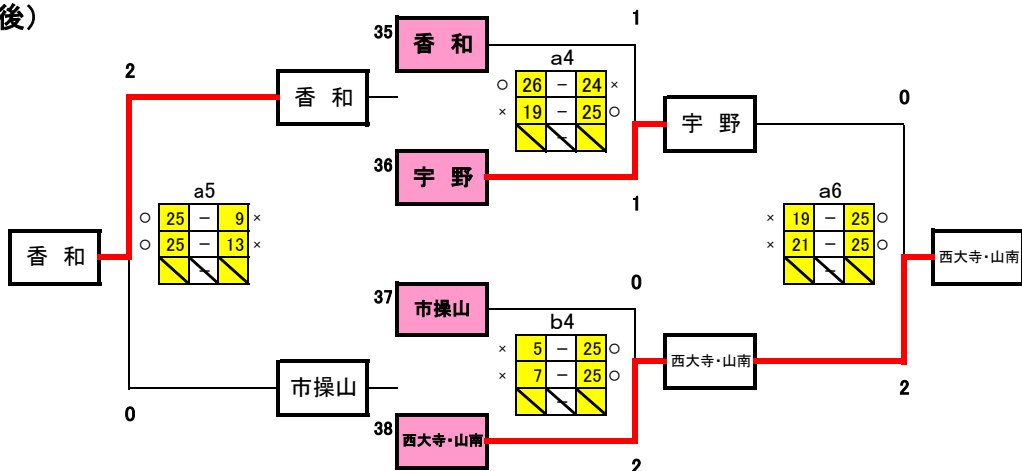 後）
35 香 和 1
a4
○ 26 － 24 ×
× 19 － 25 ○
－
2
香 和
宇 野
0
36 宇 野 1
a5
○ 25 － 9 ×
○ 25 － 13 ×
－
a6
× 19 － 25 ○
× 21 － 25 ○
－
香 和
西大寺・山南
37 市操山 0
b4
× 5 － 25 ○
× 7 － 25 ○
－
市操山
西大寺・山南
0
2
38 西大寺・山南 2